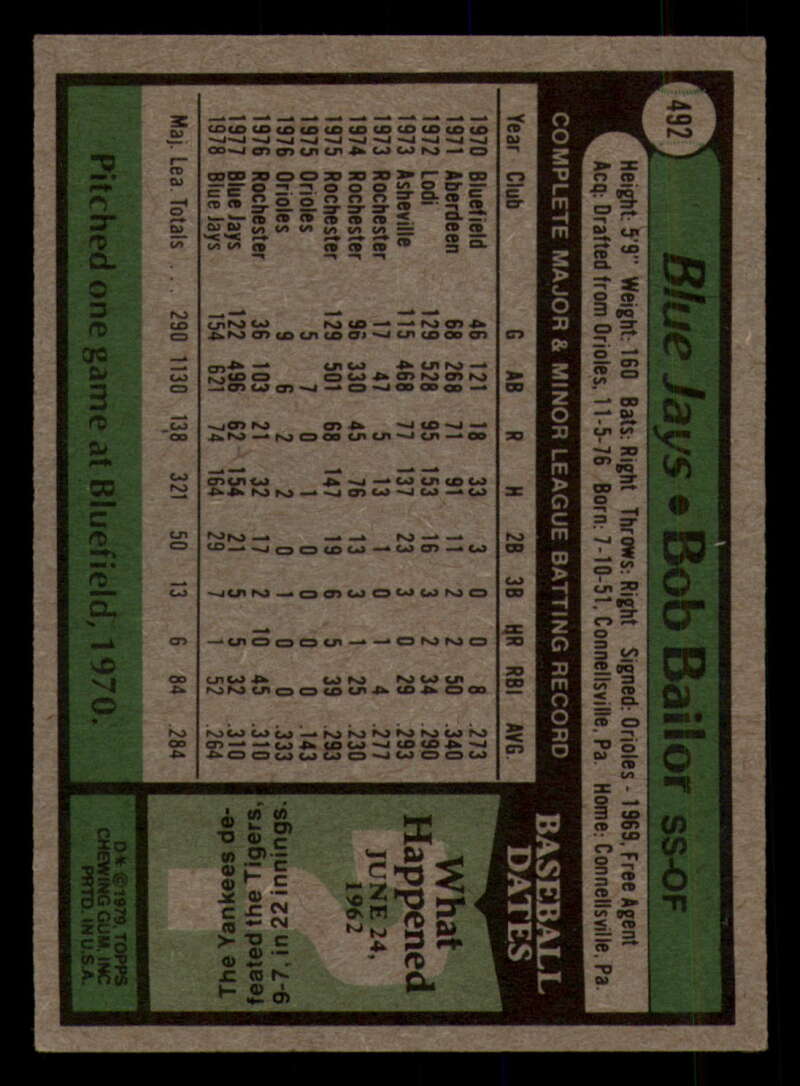 492
Blue Jays • Bob Bailor SS-OF
Height: 5'9" Weight: 160 Bats: Right Throws: Right Signed: Orioles - 1969, Free Agent
Acq: Drafted from Orioles, 11-5-76 Born: 7-10-51, Connellsville, Pa. Home: Connellsville, Pa.
COMPLETE MAJOR & MINOR LEAGUE BATTING RECORD
Year Club G AB R H 2B 3B HR RBI AVG.
1970 Bluefield 46 121 18 33 3 0 0 8 .273
1971 Aberdeen 68 268 71 91 11 2 2 50 .340
1972 Lodi 129 528 95 153 16 3 2 34 .290
1973 Asheville 115 468 77 137 23 3 0 29 .293
1973 Rochester 17 47 5 13 1 0 1 4 .277
1974 Rochester 96 330 45 76 13 3 1 25 .230
1975 Rochester 129 501 68 147 19 6 5 39 .293
1975 Orioles 5 7 0 1 0 0 0 0 .143
1976 Orioles 9 6 2 2 0 1 0 0 .333
1976 Rochester 36 103 21 32 17 2 10 45 .310
1977 Blue Jays 122 496 62 154 21 5 5 32 .310
1978 Blue Jays 154 621 74 164 29 7 1 52 .264
Maj. Lea. Totals . . . 290 1130 138 321 50 13 6 84 .284
Pitched one game at Bluefield, 1970.
BASEBALL
DATES
What
Happened
JUNE 24,
1962
The Yankees de-
feated the Tigers,
9-7, in 22 innings.
D* © 1979, TOPPS
CHEWING GUM, INC
PRTD. IN U.S.A.